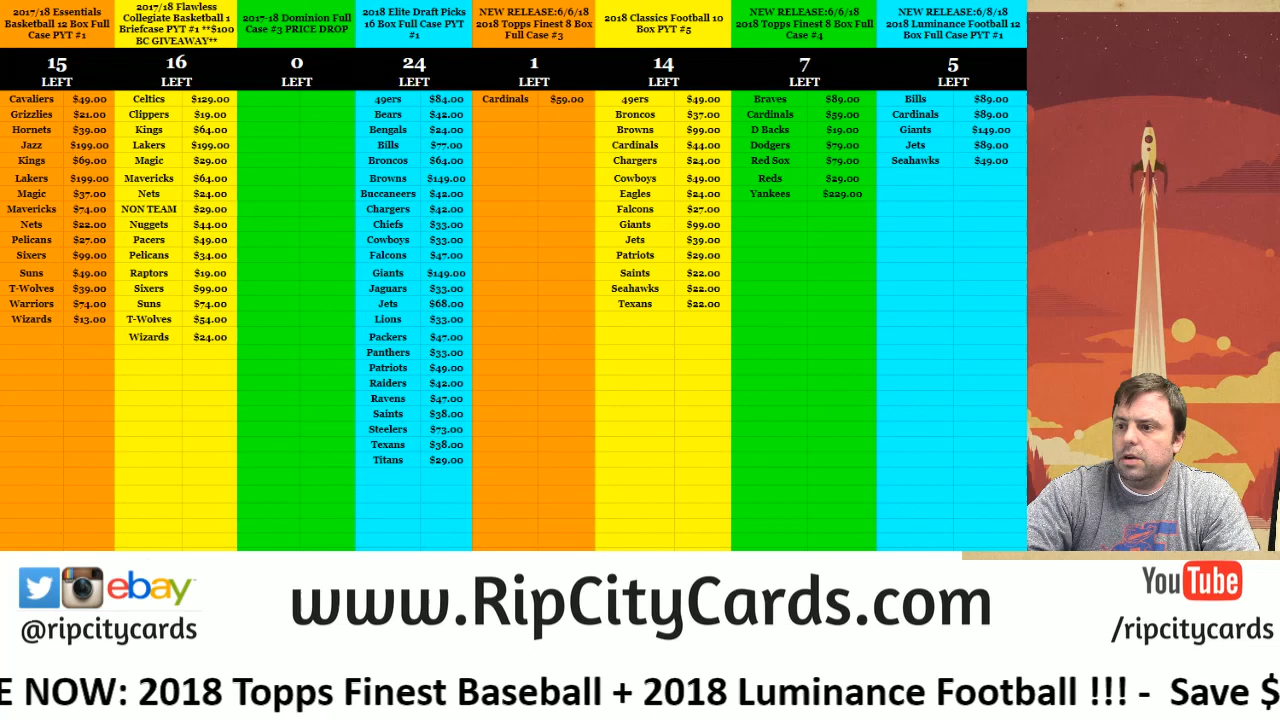 2017/18 Essentials Basketball 12 Box Full Case PYT #1
15
LEFT
Cavaliers $49.00
Grizzlies $21.00
Hornets $39.00
Jazz $199.00
Kings $69.00
Lakers $199.00
Magic $37.00
Mavericks $74.00
Nets $22.00
Pelicans $27.00
Sixers $99.00
Suns $49.00
T-Wolves $39.00
Warriors $74.00
Wizards $13.00
2017/18 Flawless Collegiate Basketball 1 Briefcase PYT #1 **$100 BC GIVEAWAY**
16
LEFT
Celtics $129.00
Clippers $19.00
Kings $64.00
Lakers $199.00
Magic $29.00
Mavericks $64.00
Nets $24.00
NON TEAM $29.00
Nuggets $44.00
Pacers $49.00
Pelicans $34.00
Raptors $19.00
Sixers $99.00
Suns $74.00
T-Wolves $54.00
Wizards $24.00
2017-18 Dominion Full Case #3 PRICE DROP
0
LEFT
2018 Elite Draft Picks 16 Box Full Case PYT #1
24
LEFT
49ers $84.00
Bears $42.00
Bengals $24.00
Bills $77.00
Broncos $64.00
Browns $149.00
Buccaneers $42.00
Chargers $42.00
Chiefs $33.00
Cowboys $33.00
Falcons $47.00
Giants $149.00
Jaguars $33.00
Jets $68.00
Lions $33.00
Packers $47.00
Panthers $33.00
Patriots $49.00
Raiders $42.00
Ravens $47.00
Saints $38.00
Steelers $73.00
Texans $38.00
Titans $29.00
NEW RELEASE:6/6/18 2018 Topps Finest 8 Box Full Case #3
1
LEFT
Cardinals $59.00
2018 Classics Football 10 Box PYT #5
14
LEFT
49ers $49.00
Broncos $37.00
Browns $99.00
Cardinals $44.00
Chargers $24.00
Cowboys $49.00
Eagles $24.00
Falcons $27.00
Giants $99.00
Jets $39.00
Patriots $29.00
Saints $22.00
Seahawks $22.00
Texans $22.00
NEW RELEASE:6/6/18 2018 Topps Finest 8 Box Full Case #4
7
LEFT
Braves $89.00
Cardinals $59.00
D Backs $19.00
Dodgers $79.00
Red Sox $79.00
Reds $29.00
Yankees $229.00
NEW RELEASE:6/8/18 2018 Luminance Football 12 Box Full Case PYT #1
5
LEFT
Bills $89.00
Cardinals $89.00
Giants $149.00
Jets $89.00
Seahawks $49.00
ebay
@ripcitycards
www.RipCityCards.com
YouTube
/ripcitycards
E NOW: 2018 Topps Finest Baseball + 2018 Luminance Football !!! - Save $